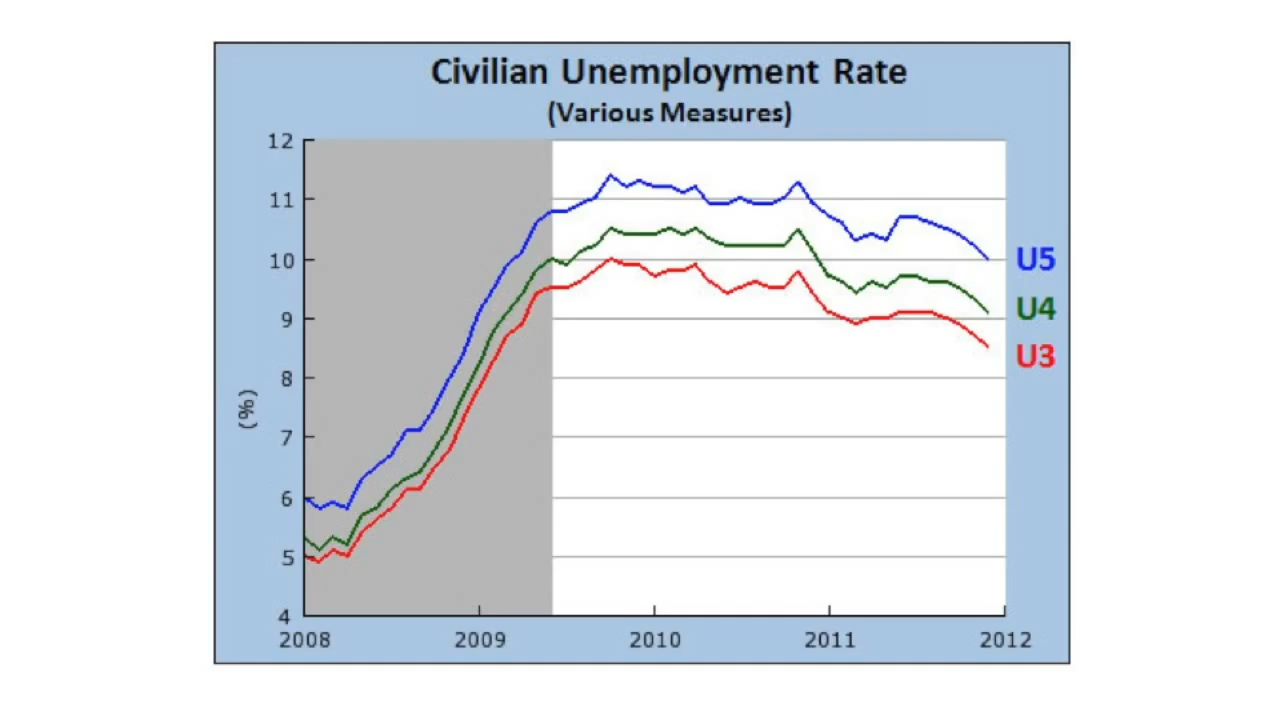 Civilian Unemployment Rate
(Various Measures)
12
11
10
9
8
7
6
5
4
(%)
U5
U4
U3
2008 2009 2010 2011 2012